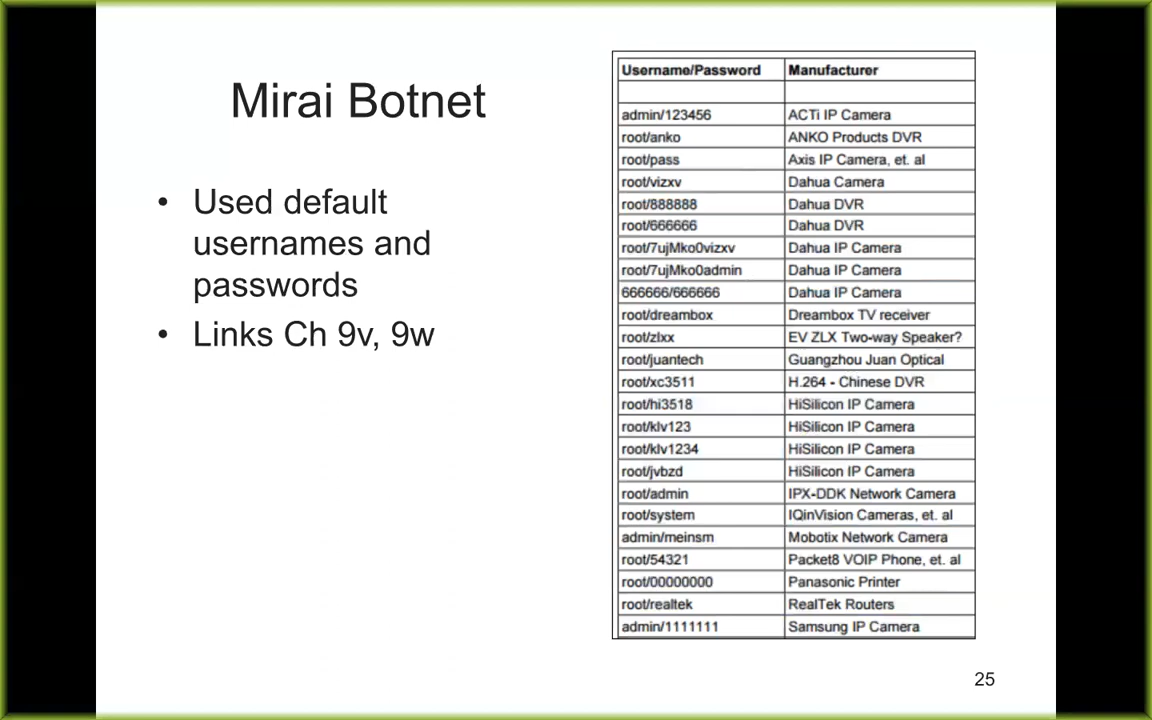 Mirai Botnet
• Used default
usernames and
passwords
• Links Ch 9v, 9w
Username/Password Manufacturer
admin/123456 ACTi IP Camera
root/anko ANKO Products DVR
root/pass Axis IP Camera, et. al
root/vizxv Dahua Camera
root/888888 Dahua DVR
root/666666 Dahua DVR
root/7ujMko0vizxv Dahua IP Camera
root/7ujMko0admin Dahua IP Camera
666666/666666 Dahua IP Camera
root/dreambox Dreambox TV receiver
root/zlxx EV ZLX Two-way Speaker?
root/juantech Guangzhou Juan Optical
root/xc3511 H.264 - Chinese DVR
root/hi3518 HiSilicon IP Camera
root/klv123 HiSilicon IP Camera
root/klv1234 HiSilicon IP Camera
root/jvbzd HiSilicon IP Camera
root/admin IPX-DDK Network Camera
root/system IQinVision Cameras, et. al
admin/meinsm Mobotix Network Camera
root/54321 Packet8 VOIP Phone, et. al
root/00000000 Panasonic Printer
root/realtek RealTek Routers
admin/1111111 Samsung IP Camera
25